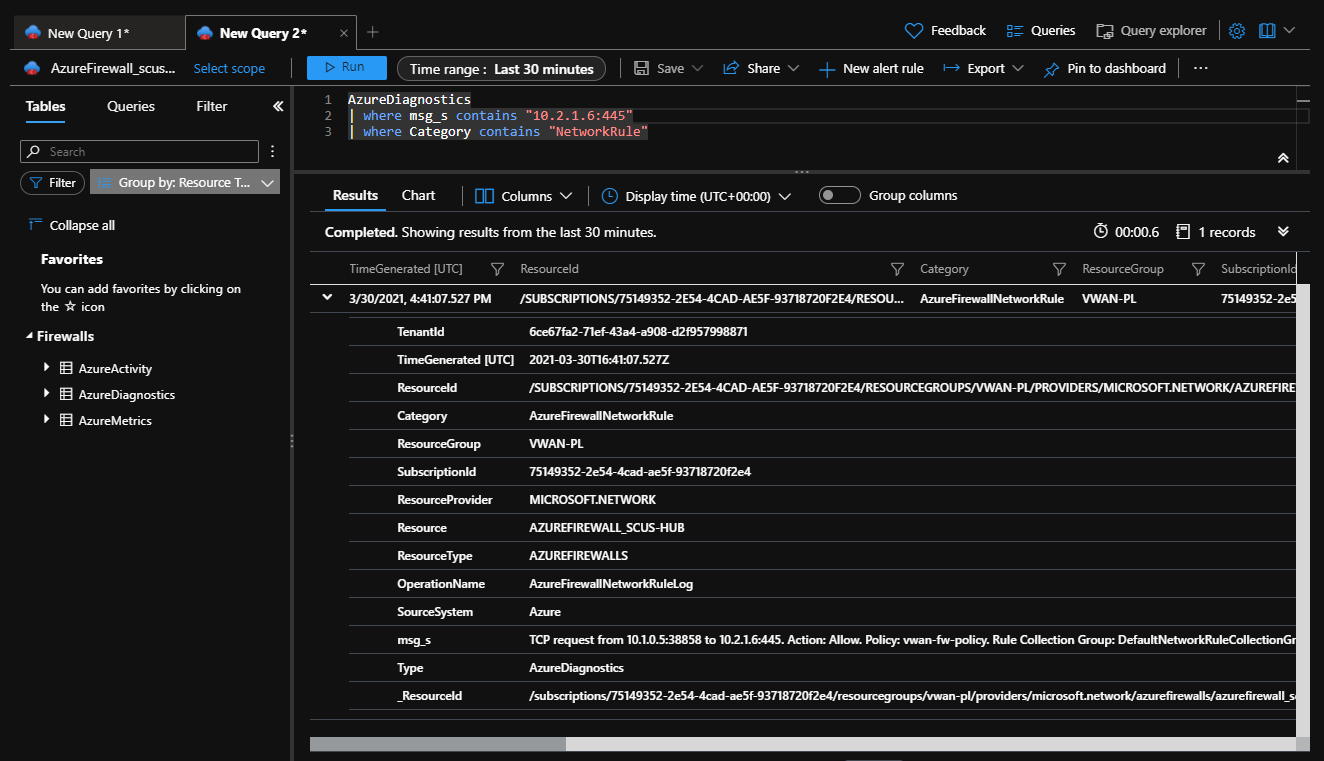 New Query 1*
New Query 2*
Feedback
Queries
Query explorer
AzureFirewall_scus...
Select scope
Run
Time range : Last 30 minutes
Save
Share
New alert rule
Export
Pin to dashboard
Tables
Queries
Filter
Search
Filter
Group by: Resource T...
Collapse all
Favorites
You can add favorites by clicking on
the ☆ icon
Firewalls
AzureActivity
AzureDiagnostics
AzureMetrics
1 AzureDiagnostics
2 | where msg_s contains "10.2.1.6:445"
3 | where Category contains "NetworkRule"
Results
Chart
Columns
Display time (UTC+00:00)
Group columns
Completed. Showing results from the last 30 minutes.
00:00.6
1 records
TimeGenerated [UTC] ResourceId Category ResourceGroup SubscriptionId
3/30/2021, 4:41:07.527 PM /SUBSCRIPTIONS/75149352-2E54-4CAD-AE5F-93718720F2E4/RESOU... AzureFirewallNetworkRule VWAN-PL 75149352-2e5
TenantId 6ce67fa2-71ef-43a4-a908-d2f957998871
TimeGenerated [UTC] 2021-03-30T16:41:07.527Z
ResourceId /SUBSCRIPTIONS/75149352-2E54-4CAD-AE5F-93718720F2E4/RESOURCEGROUPS/VWAN-PL/PROVIDERS/MICROSOFT.NETWORK/AZUREFIRE
Category AzureFirewallNetworkRule
ResourceGroup VWAN-PL
SubscriptionId 75149352-2e54-4cad-ae5f-93718720f2e4
ResourceProvider MICROSOFT.NETWORK
Resource AZUREFIREWALL_SCUS-HUB
ResourceType AZUREFIREWALLS
OperationName AzureFirewallNetworkRuleLog
SourceSystem Azure
msg_s TCP request from 10.1.0.5:38858 to 10.2.1.6:445. Action: Allow. Policy: vwan-fw-policy. Rule Collection Group: DefaultNetworkRuleCollectionGr
Type AzureDiagnostics
_ResourceId /subscriptions/75149352-2e54-4cad-ae5f-93718720f2e4/resourcegroups/vwan-pl/providers/microsoft.network/azurefirewalls/azurefirewall_s